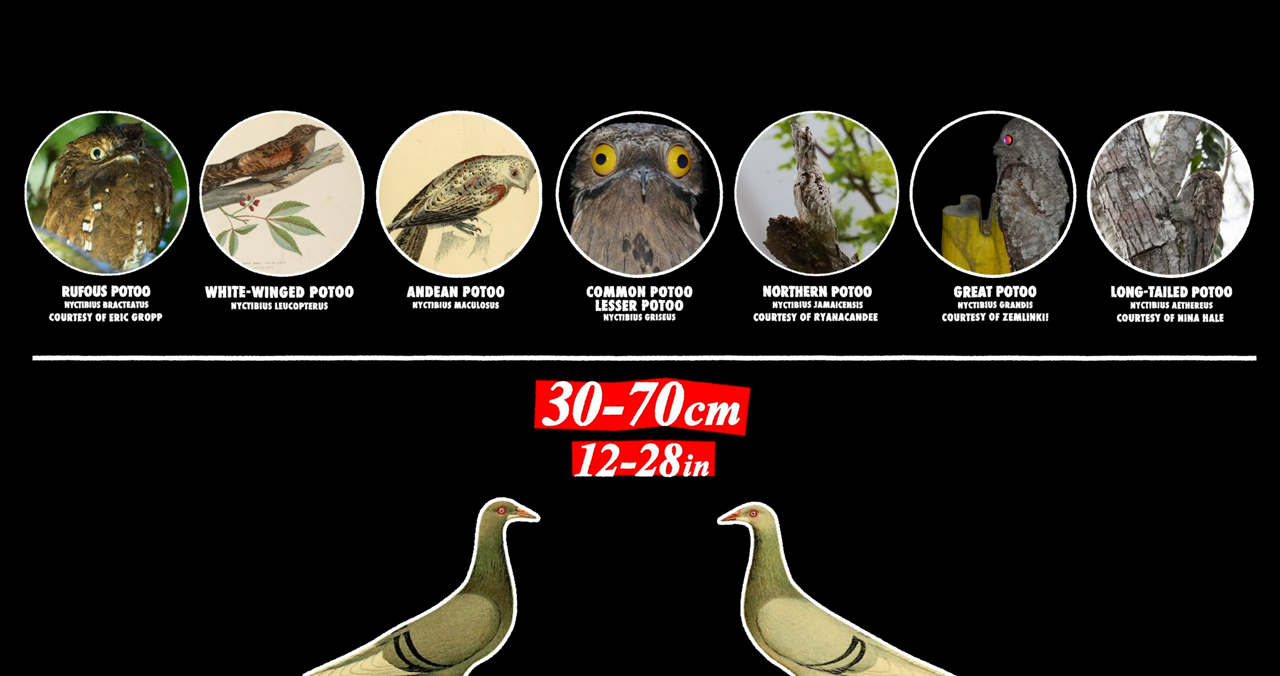 RUFOUS POTOO
NYCTIBIUS BRACTEATUS
COURTESY OF ERIC GROPP
WHITE-WINGED POTOO
NYCTIBIUS LEUCOPTERUS
ANDEAN POTOO
NYCTIBIUS MACULOSUS
COMMON POTOO
LESSER POTOO
NYCTIBIUS GRISEUS
NORTHERN POTOO
NYCTIBIUS JAMAICENSIS
COURTESY OF RYANACANDEE
GREAT POTOO
NYCTIBIUS GRANDIS
COURTESY OF ZEMLINKI!
LONG-TAILED POTOO
NYCTIBIUS AETHEREUS
COURTESY OF NINA HALE
30-70cm
12-28in